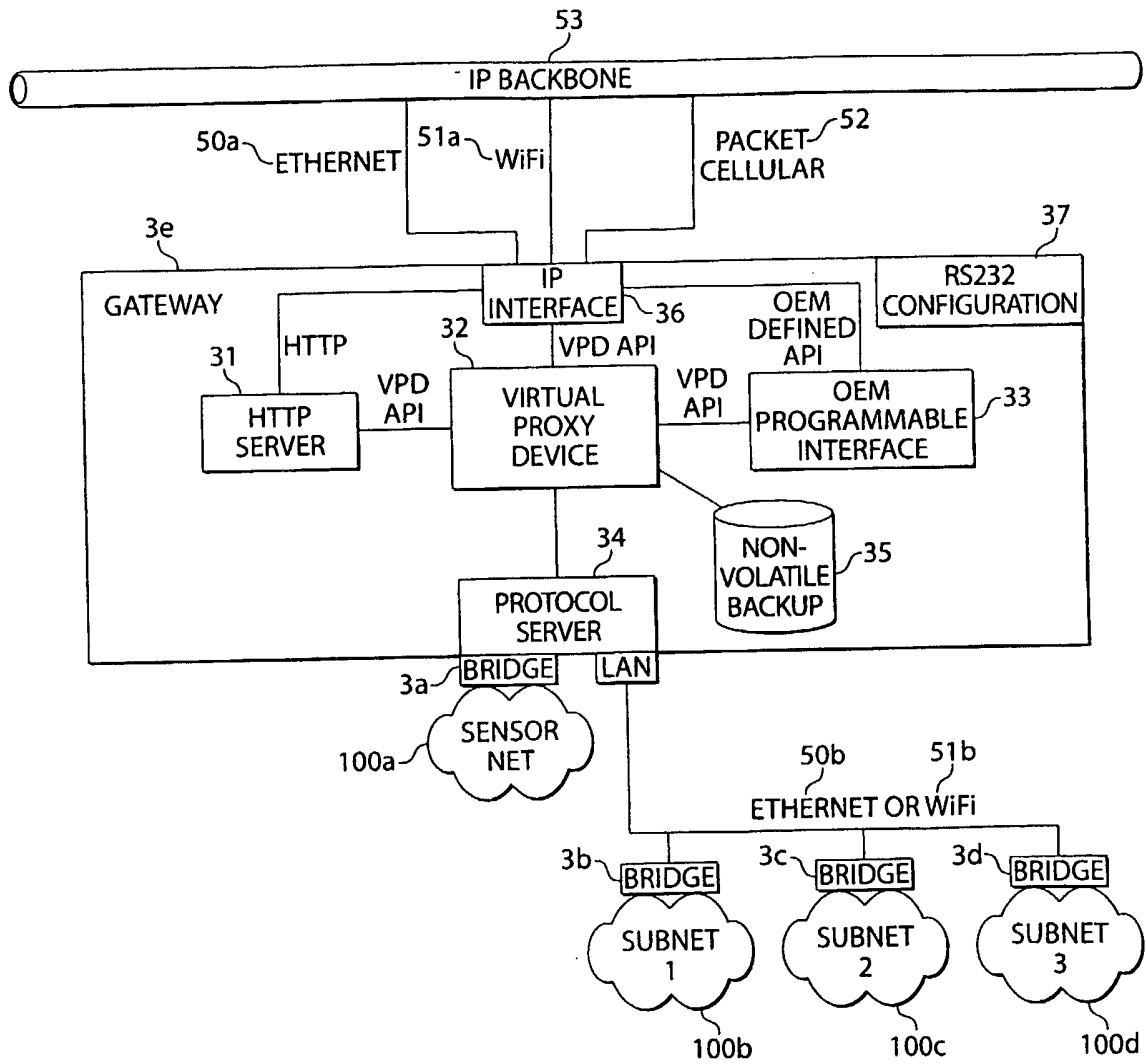 53
IP BACKBONE
50a
ETHERNET
51a
WiFi
PACKET
CELLULAR
52
3e
GATEWAY
IP
INTERFACE
36
37
RS232
CONFIGURATION
HTTP
31
HTTP
SERVER
VPD
API
32
VPD API
VIRTUAL
PROXY
DEVICE
VPD
API
OEM
DEFINED
API
OEM
PROGRAMMABLE
INTERFACE
33
34
PROTOCOL
SERVER
NON-
VOLATILE
BACKUP
35
3a
BRIDGE
LAN
SENSOR
NET
100a
50b
51b
ETHERNET OR WiFi
3b
BRIDGE
3c
BRIDGE
3d
BRIDGE
SUBNET
1
SUBNET
2
SUBNET
3
100b
100c
100d